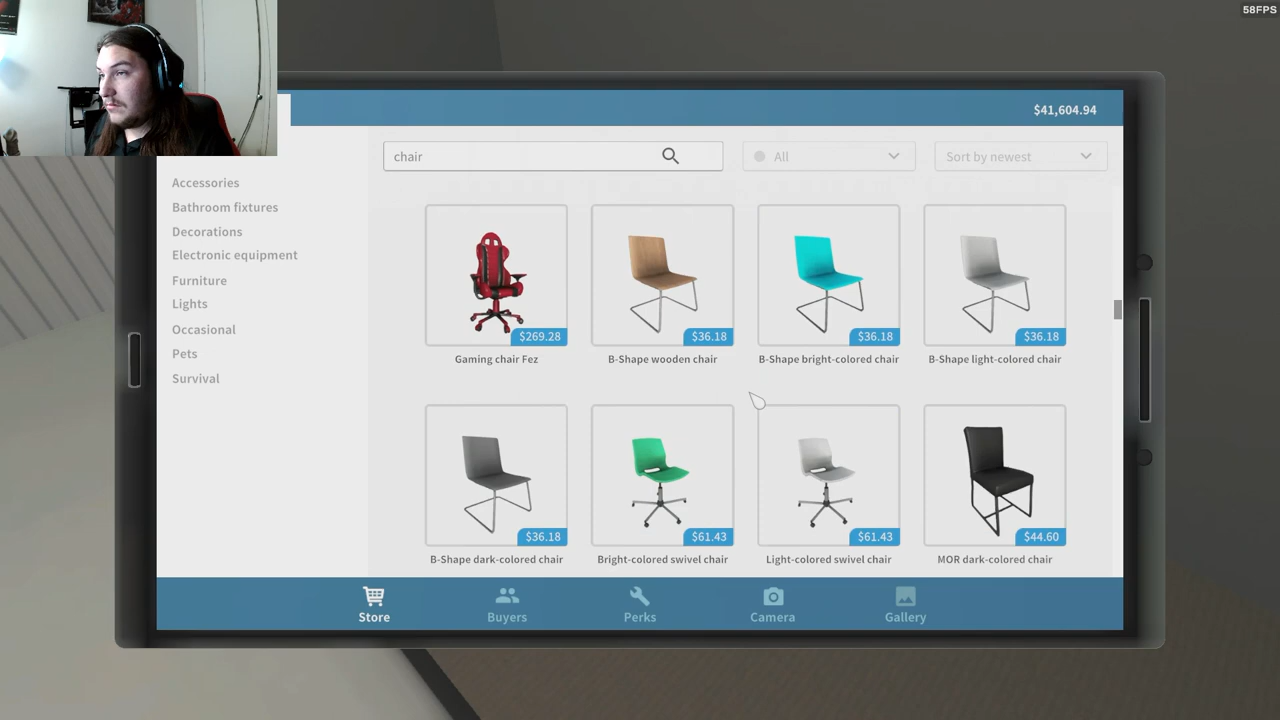 58FPS
$41,604.94
chair
All
Sort by newest
Accessories
Bathroom fixtures
Decorations
Electronic equipment
Furniture
Lights
Occasional
Pets
Survival
$269.28
$36.18
$36.18
$36.18
Gaming chair Fez
B-Shape wooden chair
B-Shape bright-colored chair
B-Shape light-colored chair
$36.18
$61.43
$61.43
$44.60
B-Shape dark-colored chair
Bright-colored swivel chair
Light-colored swivel chair
MOR dark-colored chair
Store
Buyers
Perks
Camera
Gallery